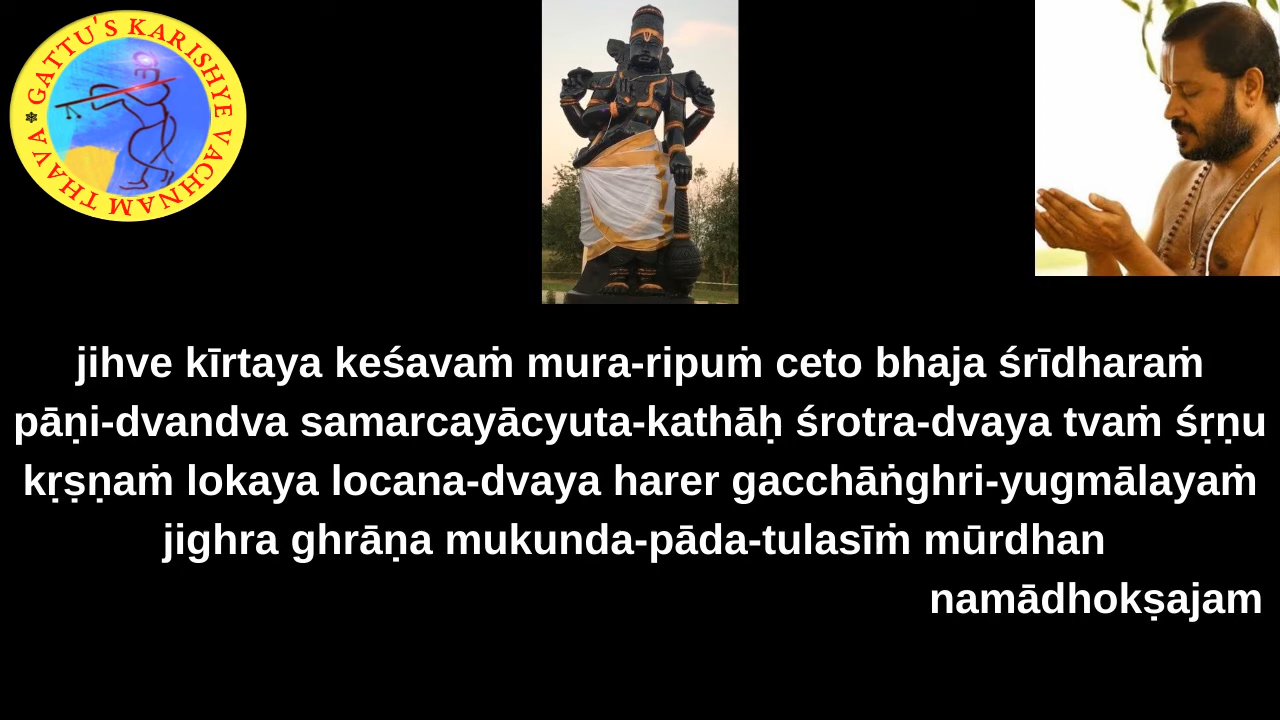 GATTU'S KARISHYE VACHNAM THAVA
jihve kīrtaya keśavaṁ mura-ripuṁ ceto bhaja śrīdharaṁ
pāṇi-dvandva samarcayācyuta-kathāḥ śrotra-dvaya tvaṁ śṛṇu
kṛṣṇaṁ lokaya locana-dvaya harer gacchāṅghri-yugmālayaṁ
jighra ghrāṇa mukunda-pāda-tulasīṁ mūrdhan
namādhokṣajam